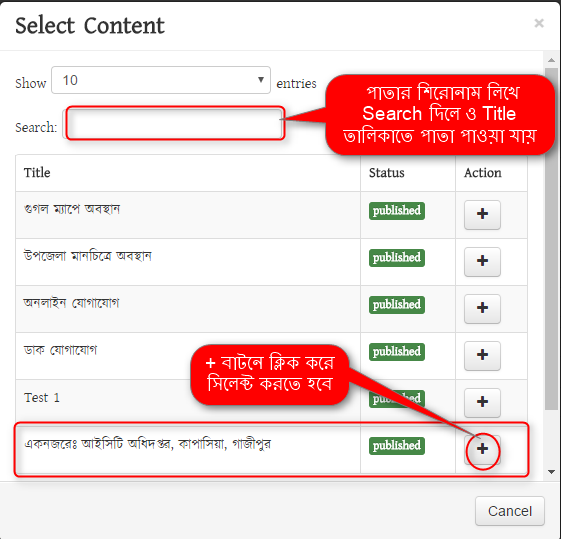 Select Content
×
Show 10 entries
পাতার শিরোনাম লিখে
Search দিলে ও Title
তালিকাতে পাতা পাওয়া যায়
Search:
Title Status Action
গুগল ম্যাপে অবস্থান published +
উপজেলা মানচিত্রে অবস্থান published +
অনলাইন যোগাযোগ published +
ডাক যোগাযোগ published +
+ বাটনে ক্লিক করে
সিলেক্ট করতে হবে
Test 1 published +
একনজরেঃ আইসিটি অধিদপ্তর, কাপাসিয়া, গাজীপুর published +
Cancel